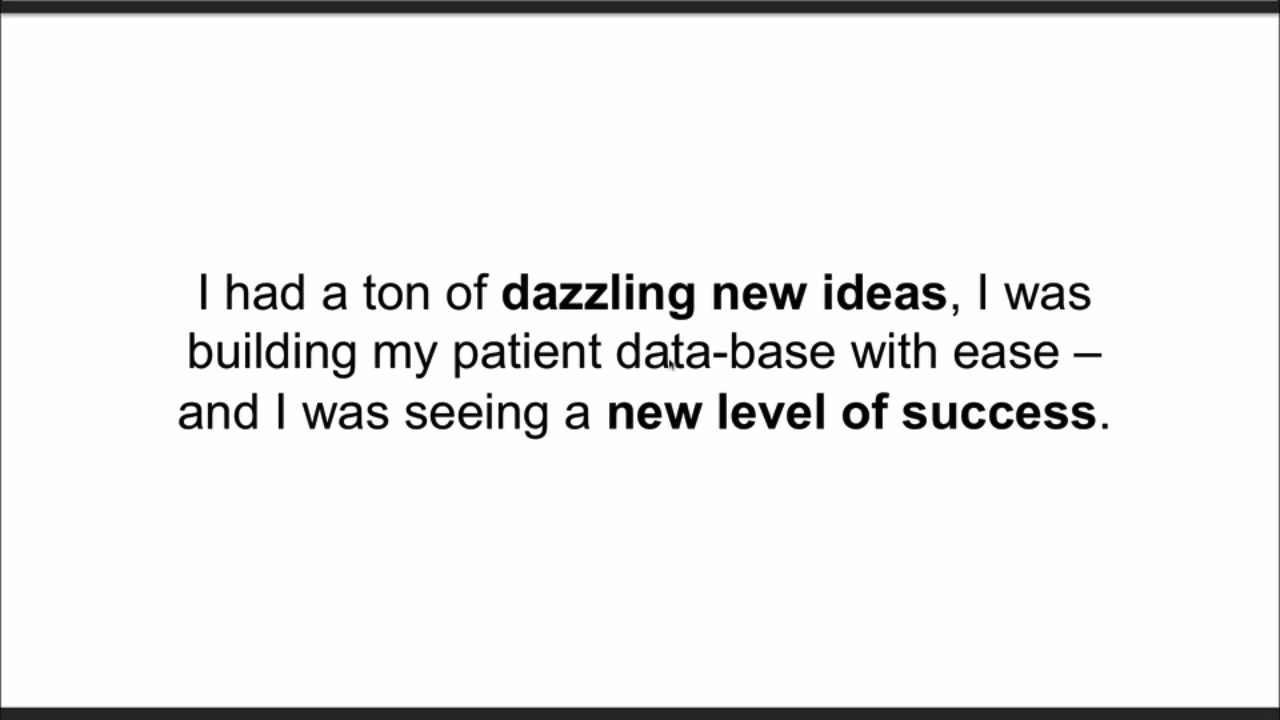 I had a ton of dazzling new ideas, I was
building my patient data-base with ease –
and I was seeing a new level of success.